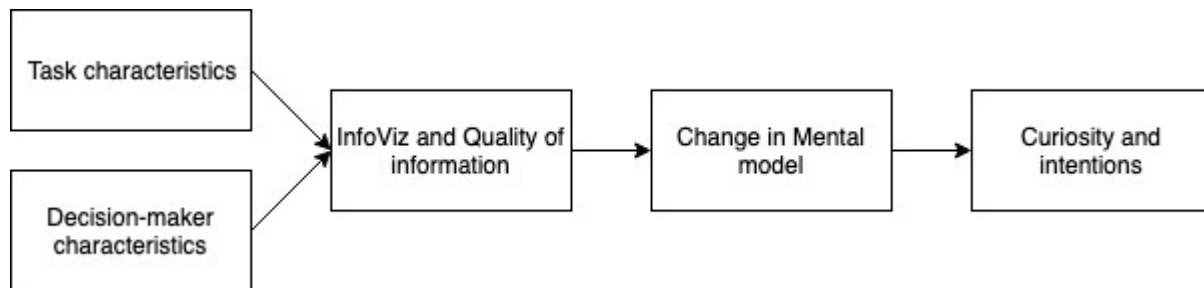 Task characteristics
Decision-maker
characteristics
InfoViz and Quality of
information
Change in Mental
model
Curiosity and
intentions